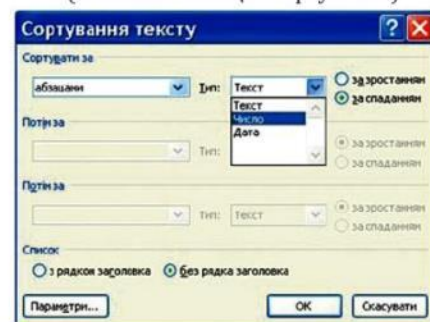 Сортування тексту
Сортувати за
абзацами Тип: Текст за зростанням
Текст за спаданням
Число
Дата
Потім за
Тип: за зростанням
за спаданням
Потім за
Тип: Текст за зростанням
за спаданням
Список
з рядком заголовка без рядка заголовка
Параметри... OK Скасувати